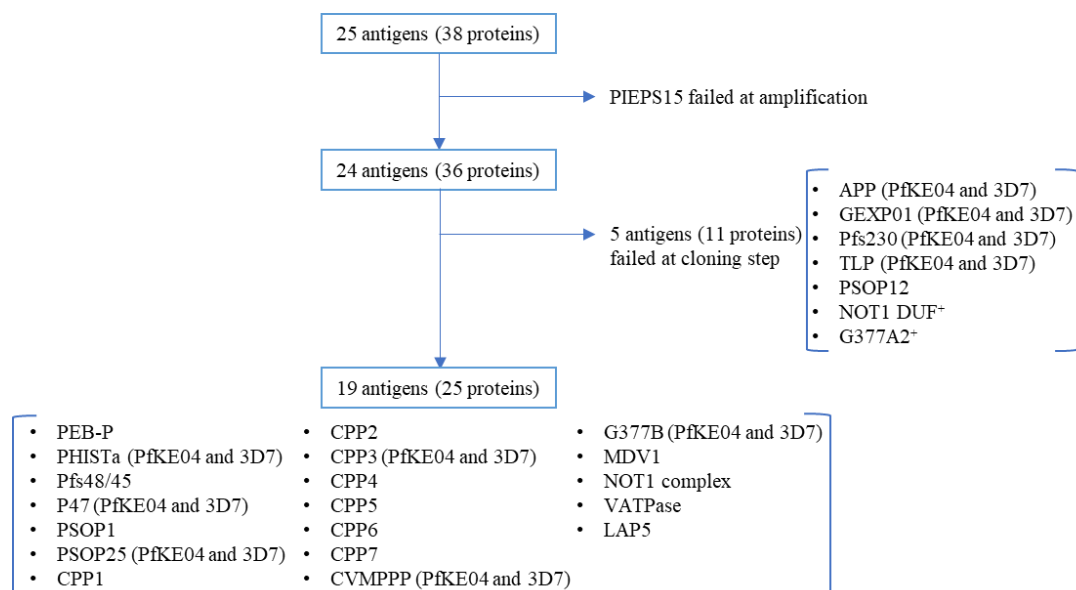 25 antigens (38 proteins)
PIEPS15 failed at amplification
24 antigens (36 proteins)
5 antigens (11 proteins)
failed at cloning step
• APP (PfKE04 and 3D7)
• GEXP01 (PfKE04 and 3D7)
• Pfs230 (PfKE04 and 3D7)
• TLP (PfKE04 and 3D7)
• PSOP12
• NOT1 DUF⁺
• G377A2⁺
19 antigens (25 proteins)
• PEB-P
• PHISTa (PfKE04 and 3D7)
• Pfs48/45
• P47 (PfKE04 and 3D7)
• PSOP1
• PSOP25 (PfKE04 and 3D7)
• CPP1
• CPP2
• CPP3 (PfKE04 and 3D7)
• CPP4
• CPP5
• CPP6
• CPP7
• CVMPPP (PfKE04 and 3D7)
• G377B (PfKE04 and 3D7)
• MDV1
• NOT1 complex
• VATPase
• LAP5